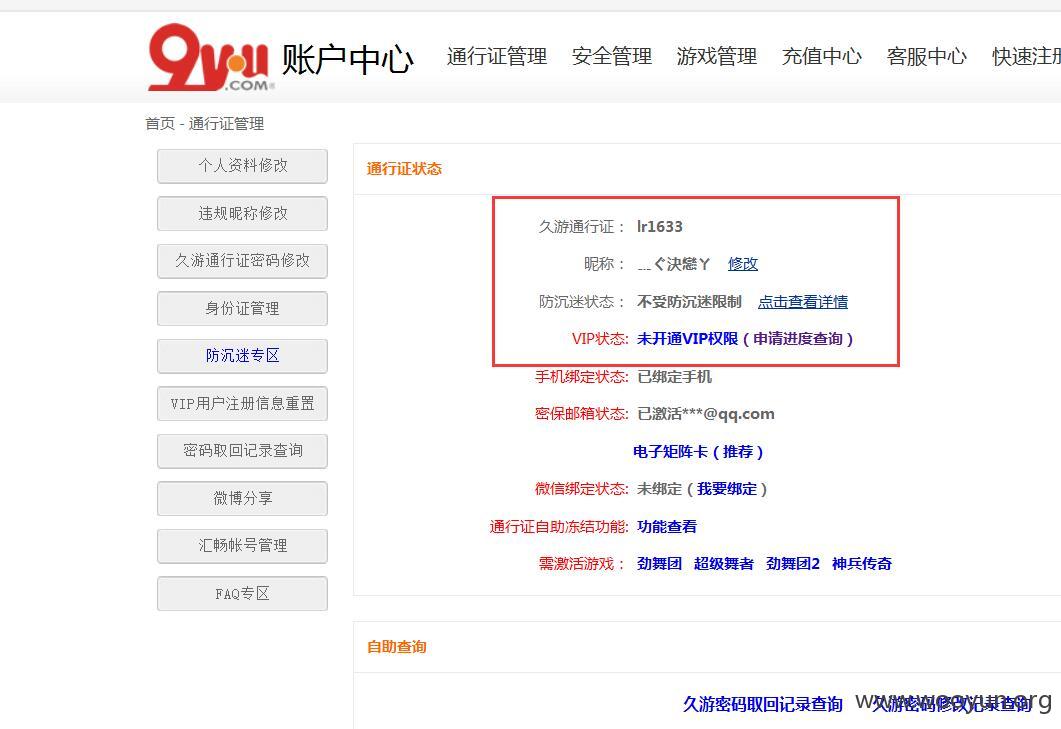 9you.COM® 账户中心 通行证管理 安全管理 游戏管理 充值中心 客服中心 快速注册
首页 - 通行证管理
个人资料修改
违规昵称修改
久游通行证密码修改
身份证管理
防沉迷专区
VIP用户注册信息重置
密码取回记录查询
微博分享
汇畅帐号管理
FAQ专区
通行证状态
久游通行证： lr1633
昵称： 修改
防沉迷状态： 不受防沉迷限制 点击查看详情
VIP状态: 未开通VIP权限（申请进度查询）
手机绑定状态: 已绑定手机
密保邮箱状态: 已激活***@qq.com
电子矩阵卡（推荐）
微信绑定状态: 未绑定（我要绑定）
通行证自助冻结功能: 功能查看
需激活游戏： 劲舞团 超级舞者 劲舞团2 神兵传奇
自助查询
久游密码取回记录查询 久游密码修改记录查询
www.wooyun.org